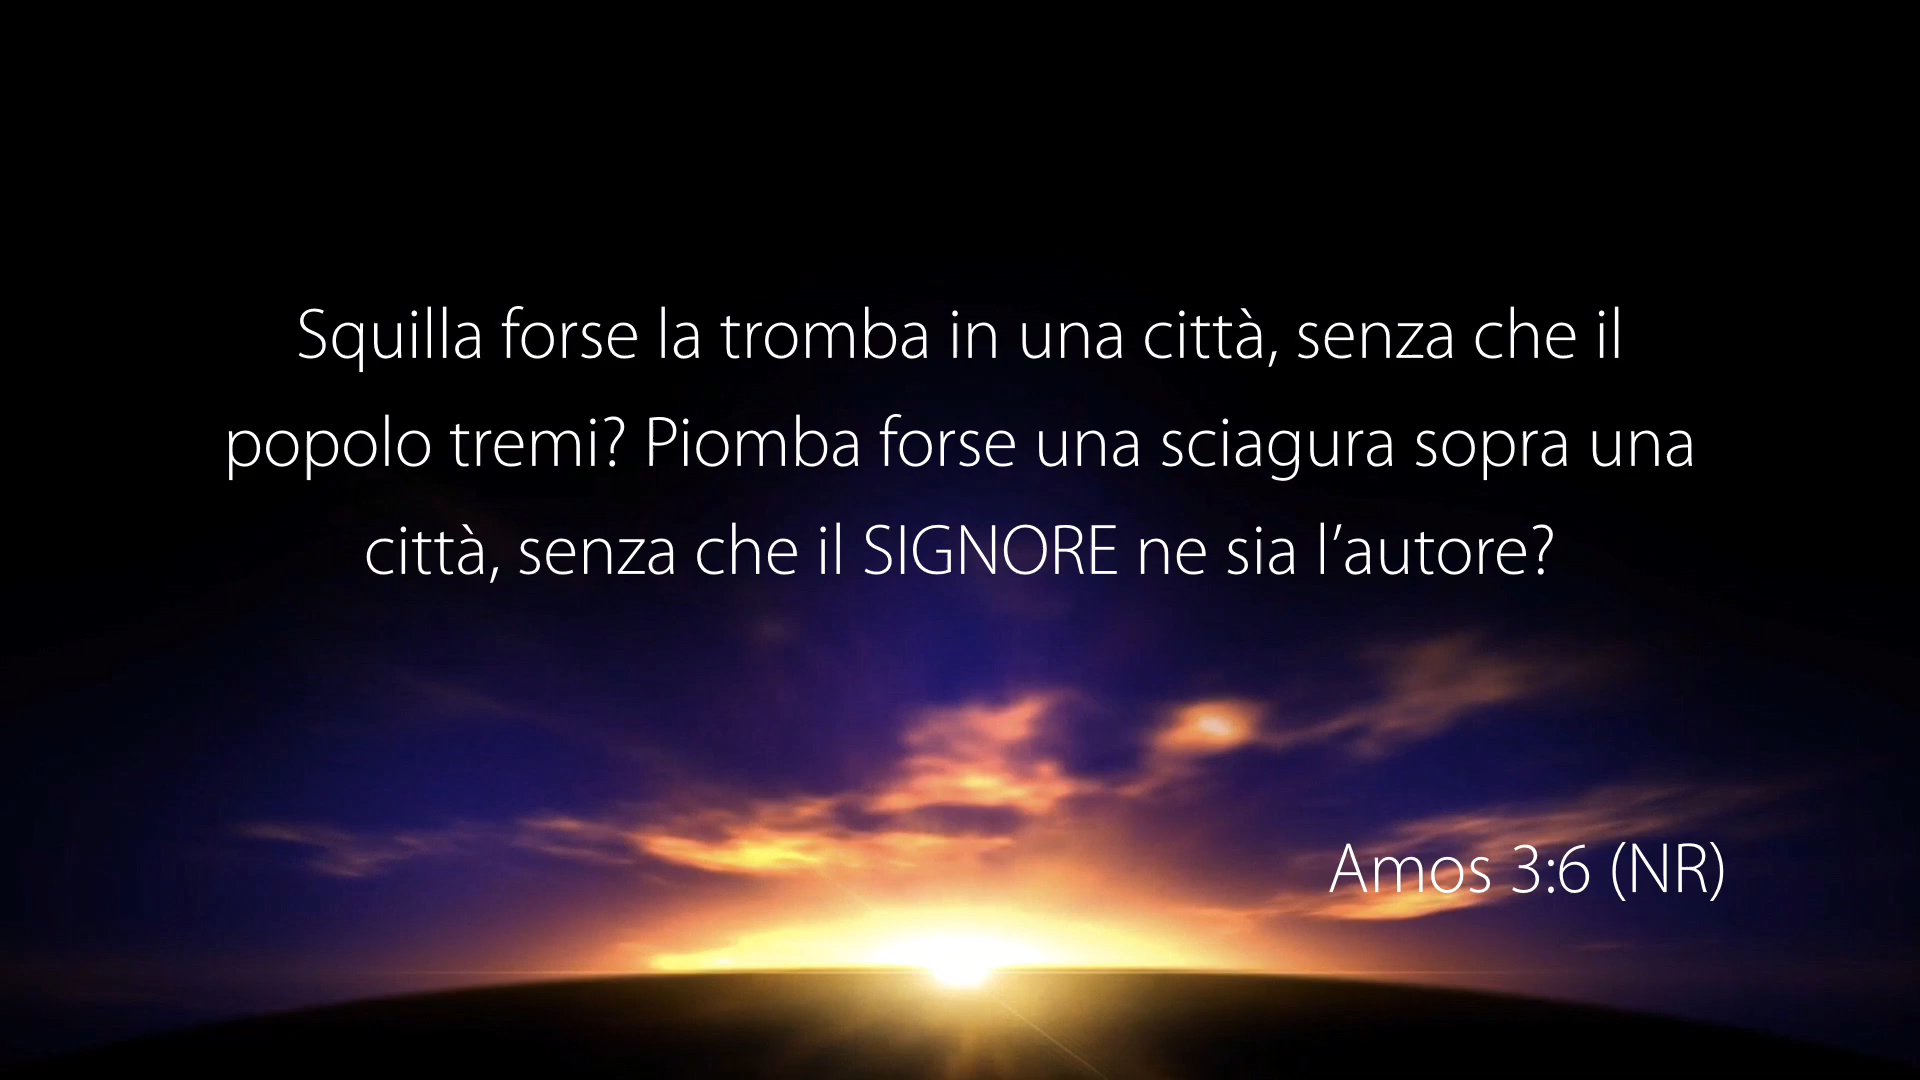 Squilla forse la tromba in una città, senza che il
popolo tremi? Piomba forse una sciagura sopra una
città, senza che il SIGNORE ne sia l’autore?
Amos 3:6 (NR)